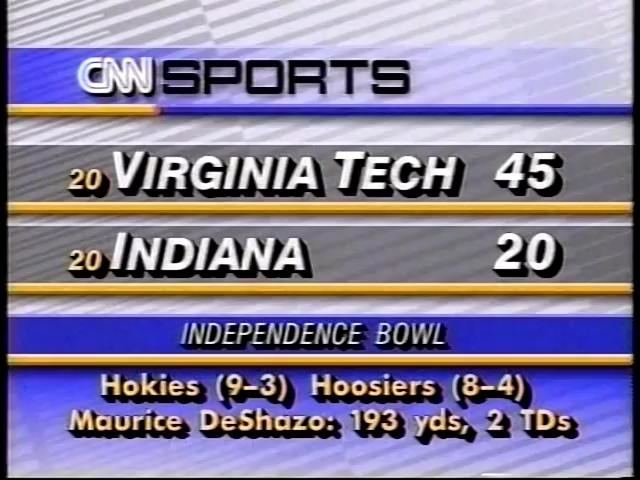 CNN SPORTS
20 VIRGINIA TECH 45
20 INDIANA 20
INDEPENDENCE BOWL
Hokies (9–3) Hoosiers (8–4)
Maurice DeShazo: 193 yds, 2 TDs